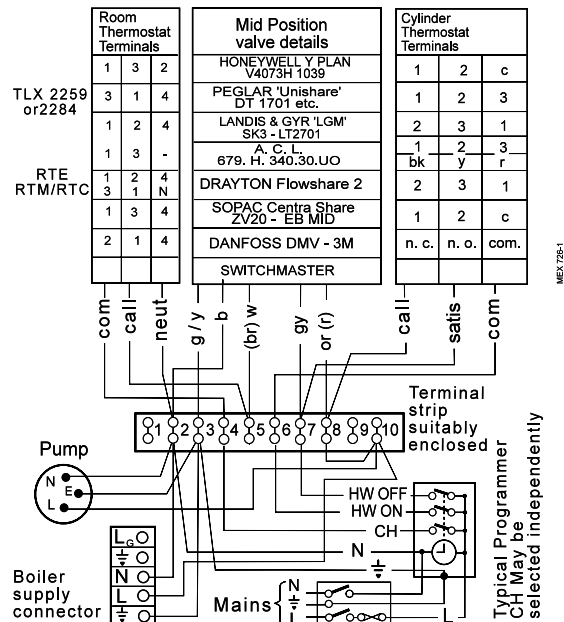 Room
Thermostat
Terminals
1 3 2
3 1 4
1 2 4
1 3 -
1 2 4
3 1 N
1 3 4
2 1 4
TLX 2259
or2284
RTE
RTM/RTC
Mid Position
valve details
HONEYWELL Y PLAN
V4073H 1039
PEGLAR 'Unishare'
DT 1701 etc.
LANDIS & GYR 'LGM'
SK3 - LT2701
A. C. L.
679. H. 340.30.UO
DRAYTON Flowshare 2
SOPAC Centra Share
ZV20 - EB MID
DANFOSS DMV - 3M
SWITCHMASTER
Cylinder
Thermostat
Terminals
1 2 c
1 2 3
2 3 1
1 2 3
bk y r
2 3 1
1 2 c
n. c. n. o. com.
MEX 726-1
com
call
neut
g / y
b
(br) w
gy
or (r)
call
satis
com
1 2 3 4 5 6 7 8 9 10
Terminal
strip
suitably
enclosed
Pump
N
E
L
HW OFF
HW ON
CH
N
Typical Programmer
CH May be
selected independently
LG
N
L
Boiler
supply
connector
Mains
N
L
L